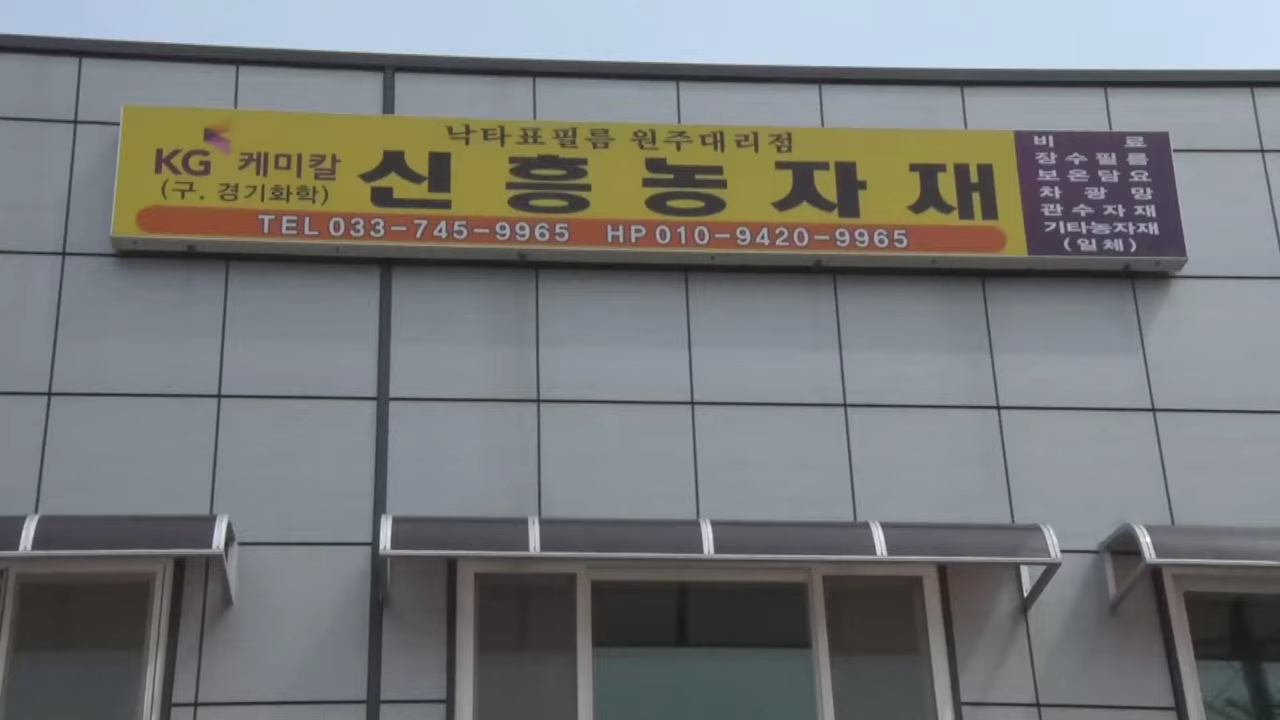 낙타표필름 원주대리점
KG 케미칼
(구. 경기화학)
신흥농자재
TEL 033-745-9965 HP 010-9420-9965
비 료
장수필름
보온담요
차 광 망
관수자재
기타농자재
(일체)